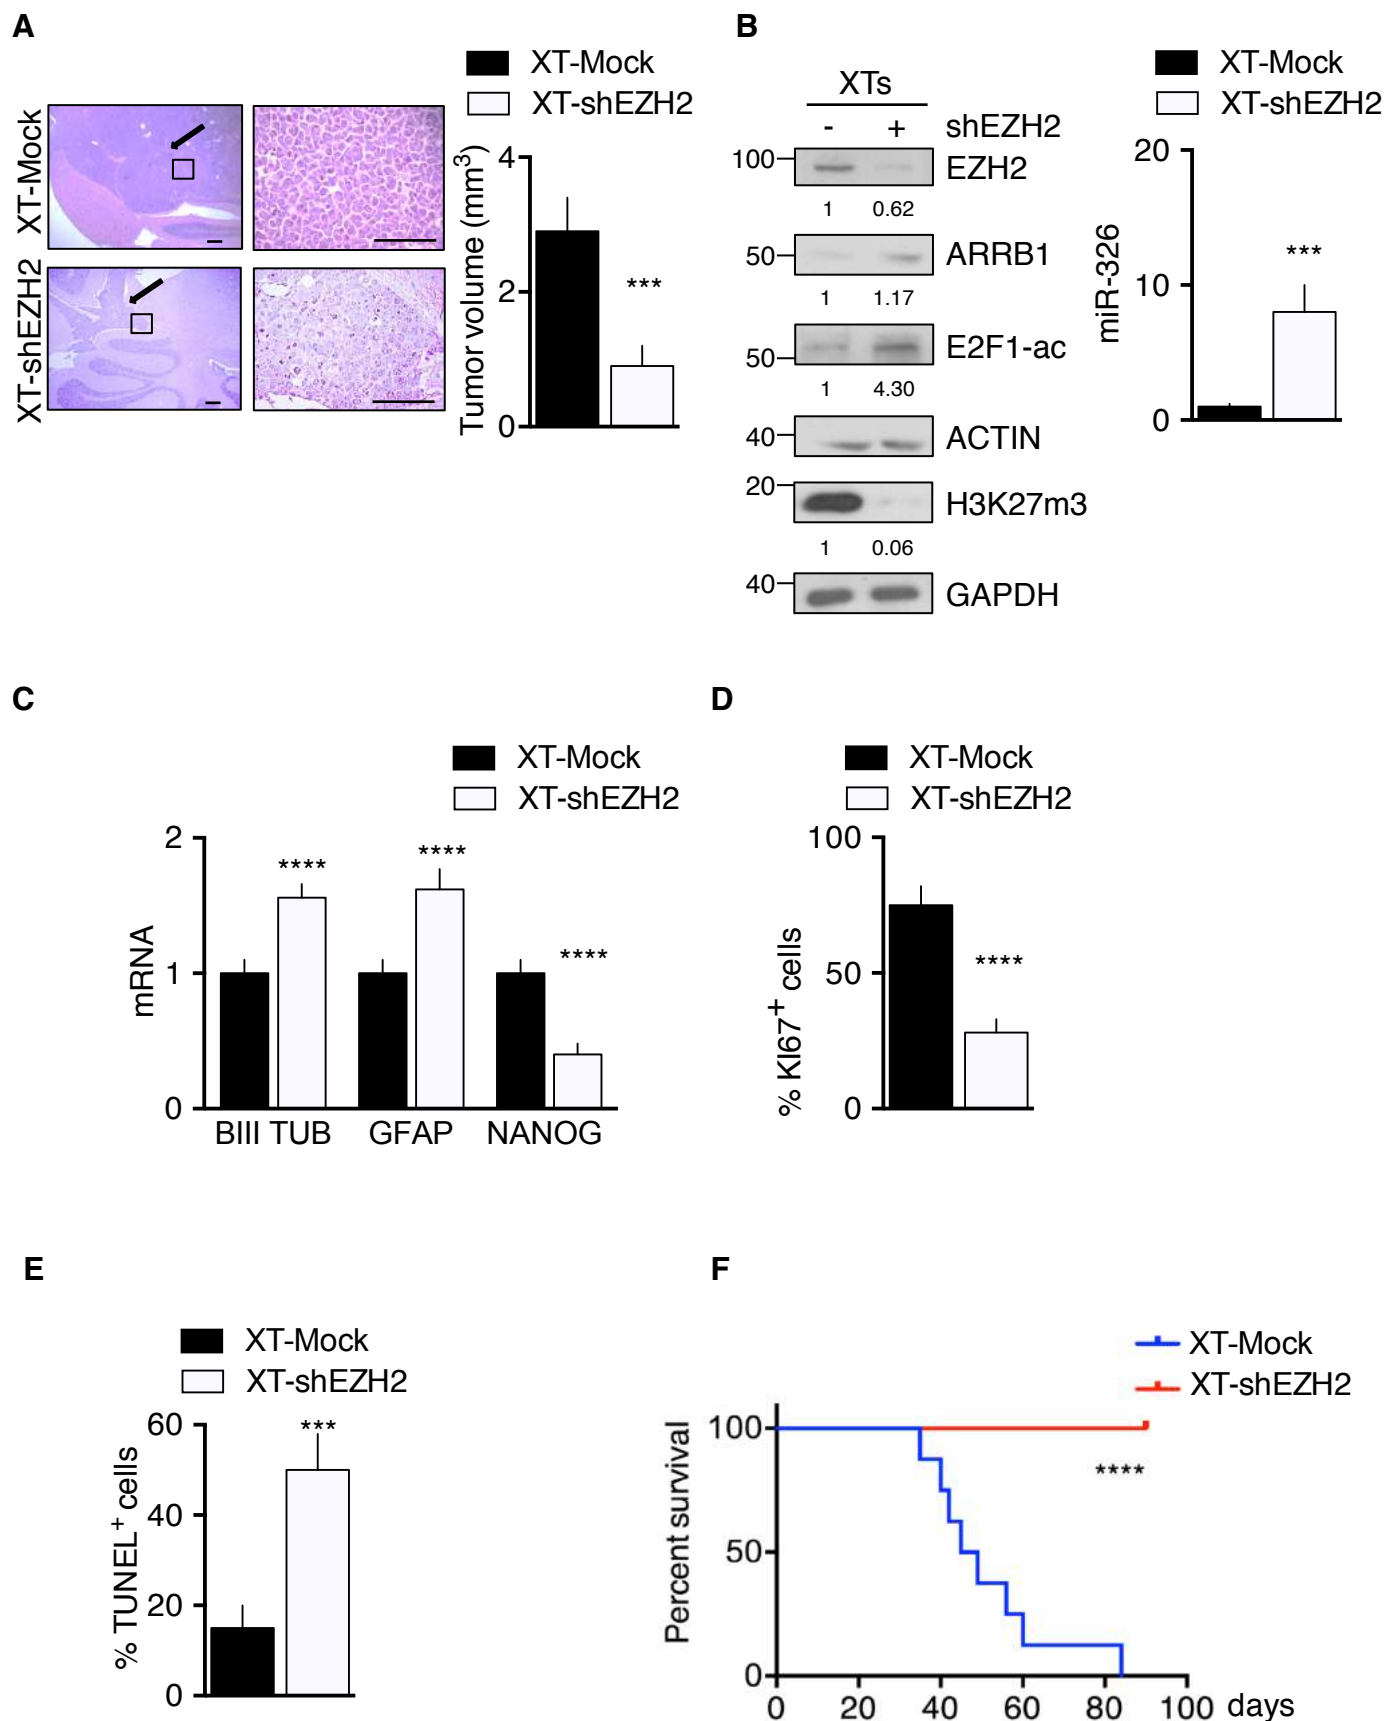 A
XT-Mock
XT-shEZH2
XT-Mock
XT-shEZH2
Tumor volume (mm3)
4
2
0
***
B
XTs
- + shEZH2
100 EZH2
1 0.62
50 ARRB1
1 1.17
50 E2F1-ac
1 4.30
40 ACTIN
20 H3K27m3
1 0.06
40 GAPDH
XT-Mock
XT-shEZH2
miR-326
20
10
0
***
C
XT-Mock
XT-shEZH2
mRNA
2
1
0
**** **** ****
BIII TUB GFAP NANOG
D
XT-Mock
XT-shEZH2
% KI67+ cells
100
50
0
****
E
XT-Mock
XT-shEZH2
% TUNEL+ cells
60
40
20
0
***
F
XT-Mock
XT-shEZH2
Percent survival
100
50
0
****
0 20 40 60 80 100 days